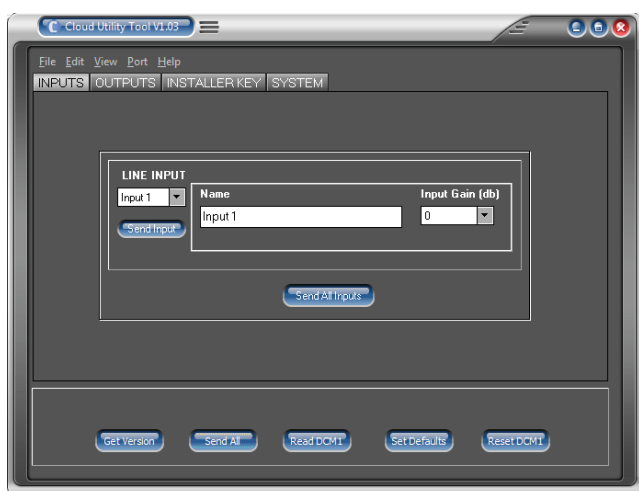 Cloud Utility Tool V1.03
File Edit View Port Help
INPUTS OUTPUTS INSTALLER KEY SYSTEM
LINE INPUT
Input 1
Send Input
Name
Input Gain (db)
Input 1
0
Send All Inputs
Get Version Send All Read DCM1 Set Defaults Reset DCM1